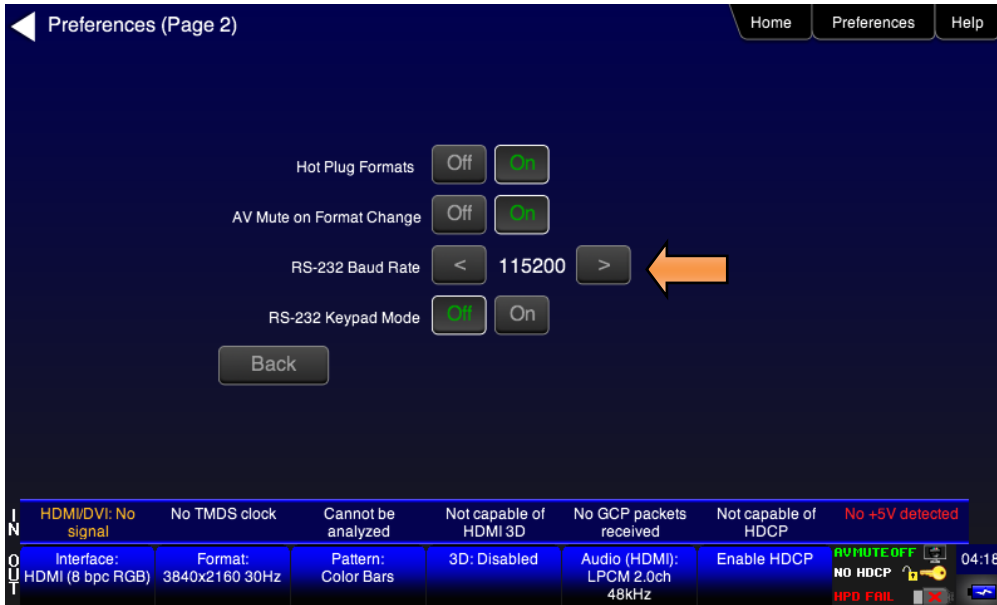 Preferences (Page 2)
Home
Preferences
Help
Hot Plug Formats
Off
On
AV Mute on Format Change
Off
On
RS-232 Baud Rate
<
115200
>
RS-232 Keypad Mode
Off
On
Back
IN
HDMI/DVI: No
signal
No TMDS clock
Cannot be
analyzed
Not capable of
HDMI 3D
No GCP packets
received
Not capable of
HDCP
No +5V detected
OUT
Interface:
HDMI (8 bpc RGB)
Format:
3840x2160 30Hz
Pattern:
Color Bars
3D: Disabled
Audio (HDMI):
LPCM 2.0ch
48kHz
Enable HDCP
AVMUTEOFF
NO HDCP
HPD FAIL
04:18